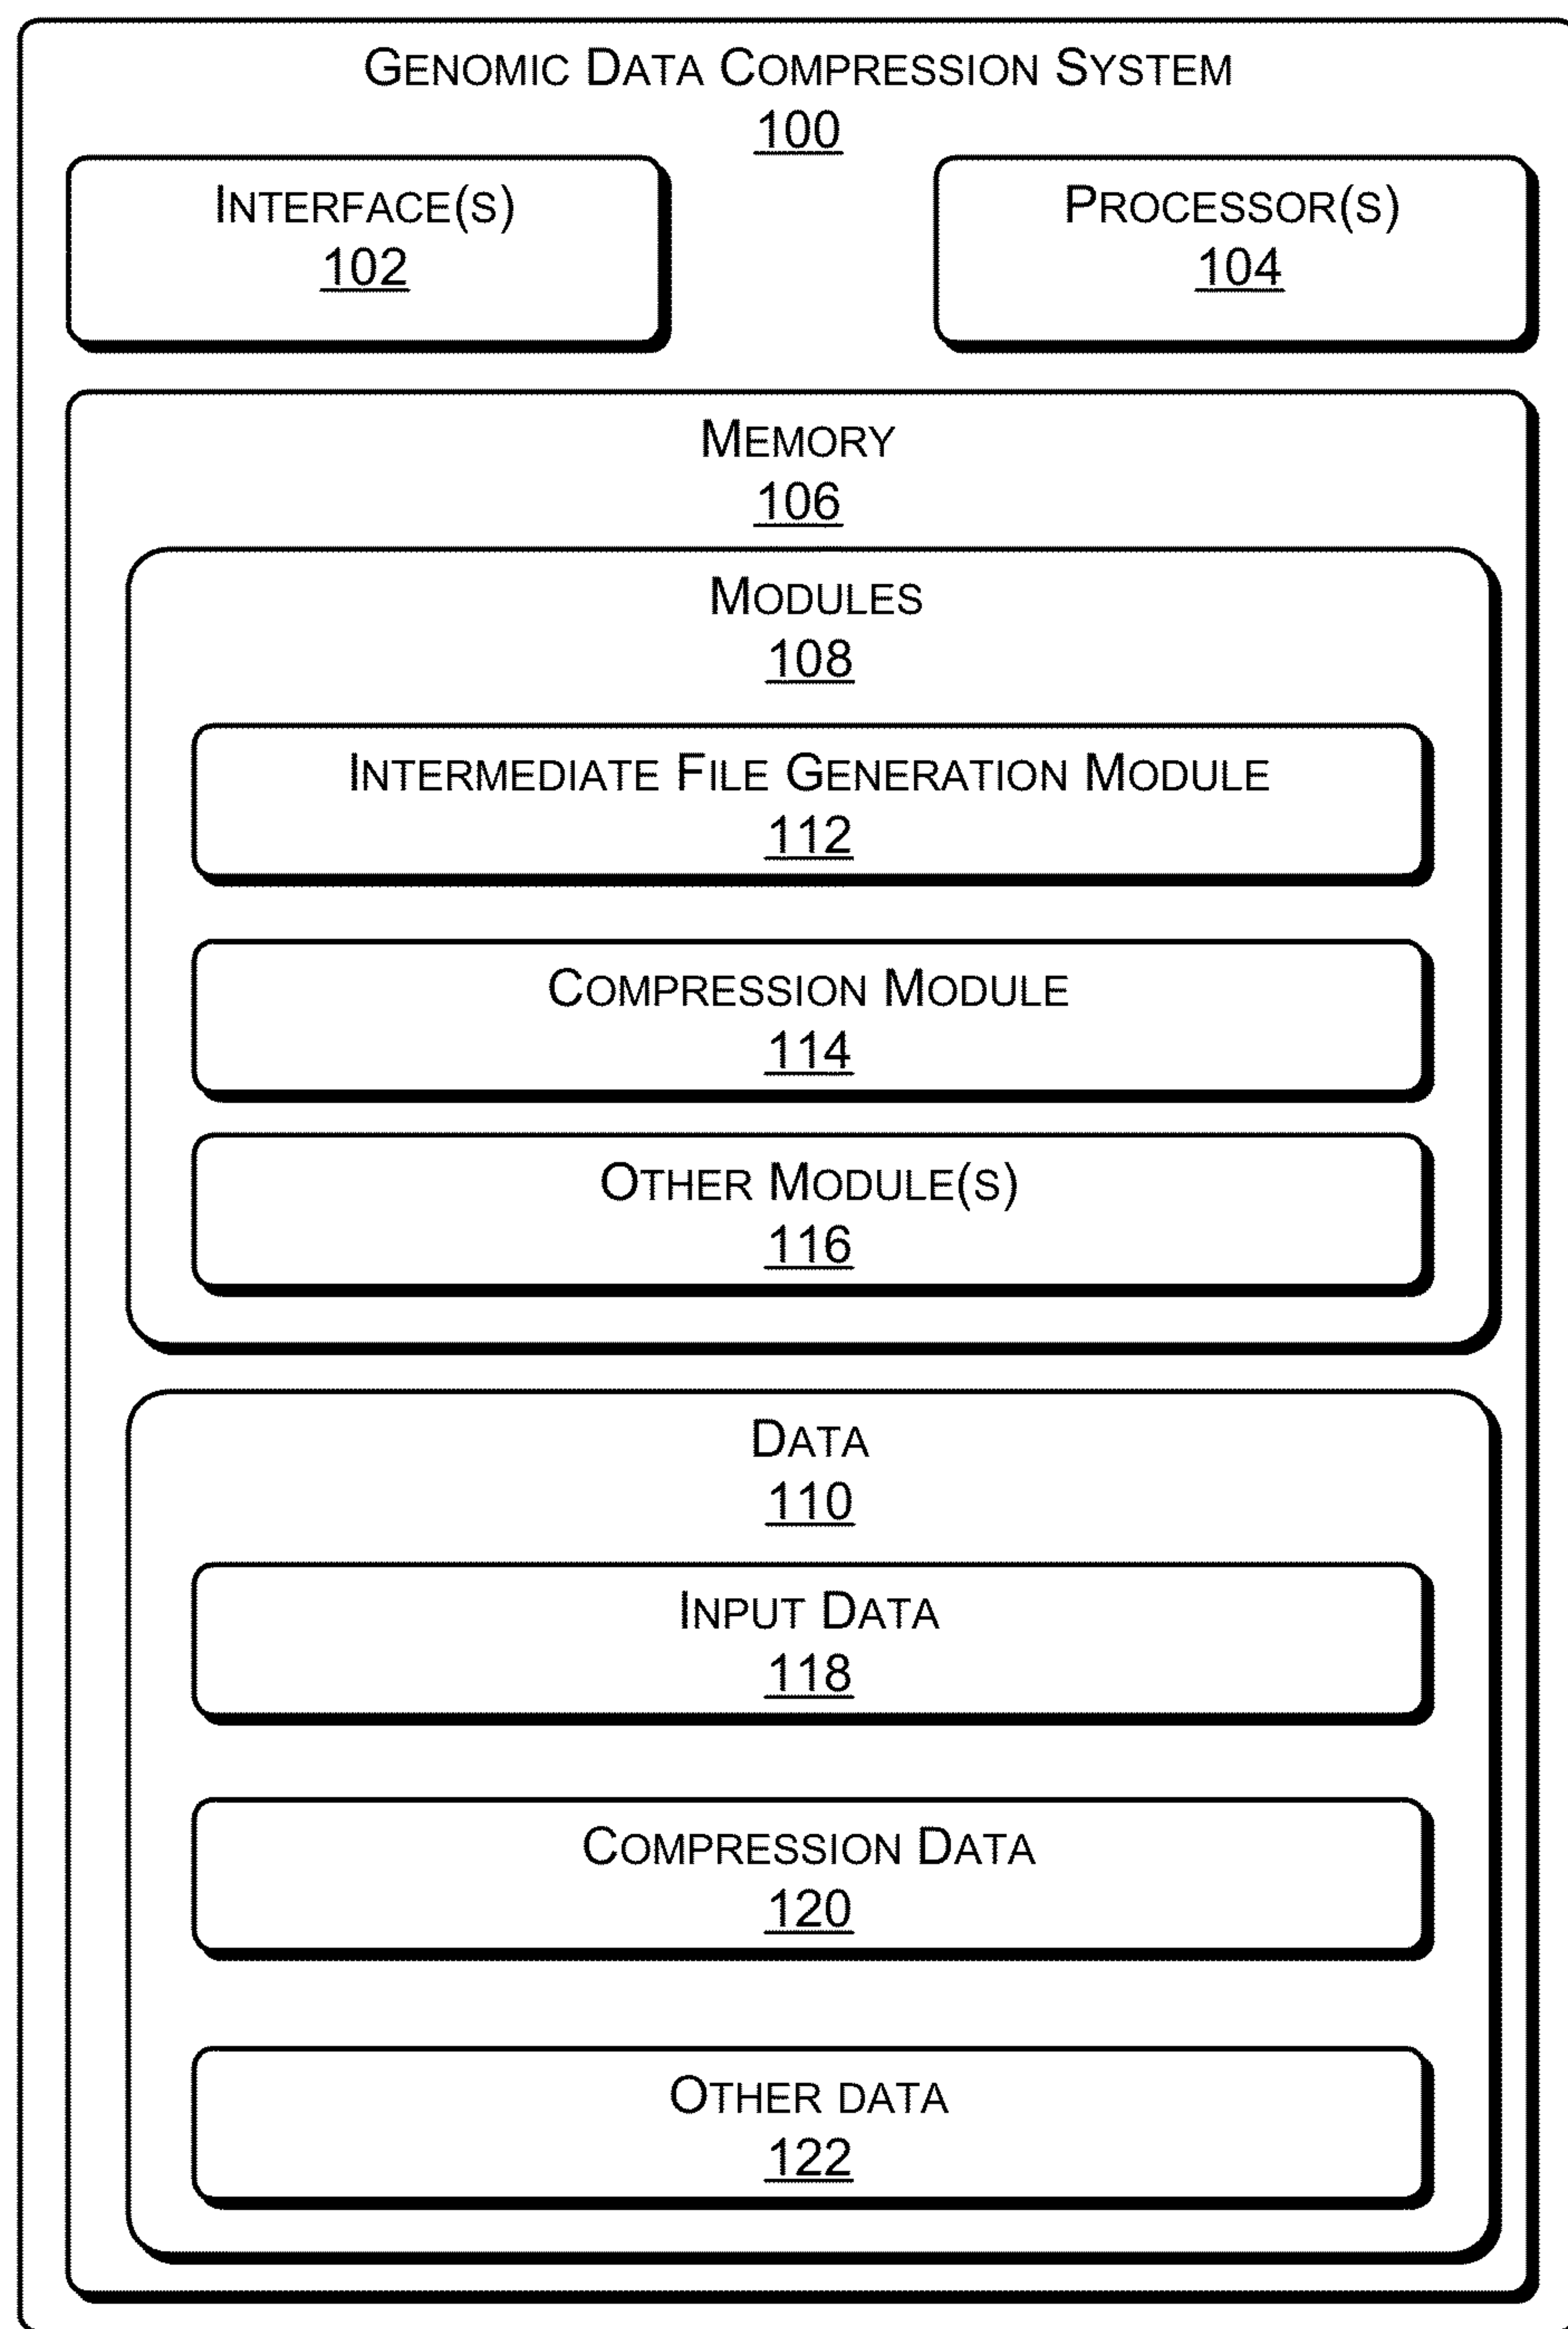 GENOMIC DATA COMPRESSION SYSTEM
100
INTERFACE(S)
102
PROCESSOR(S)
104
MEMORY
106
MODULES
108
INTERMEDIATE FILE GENERATION MODULE
112
COMPRESSION MODULE
114
OTHER MODULE(S)
116
DATA
110
INPUT DATA
118
COMPRESSION DATA
120
OTHER DATA
122